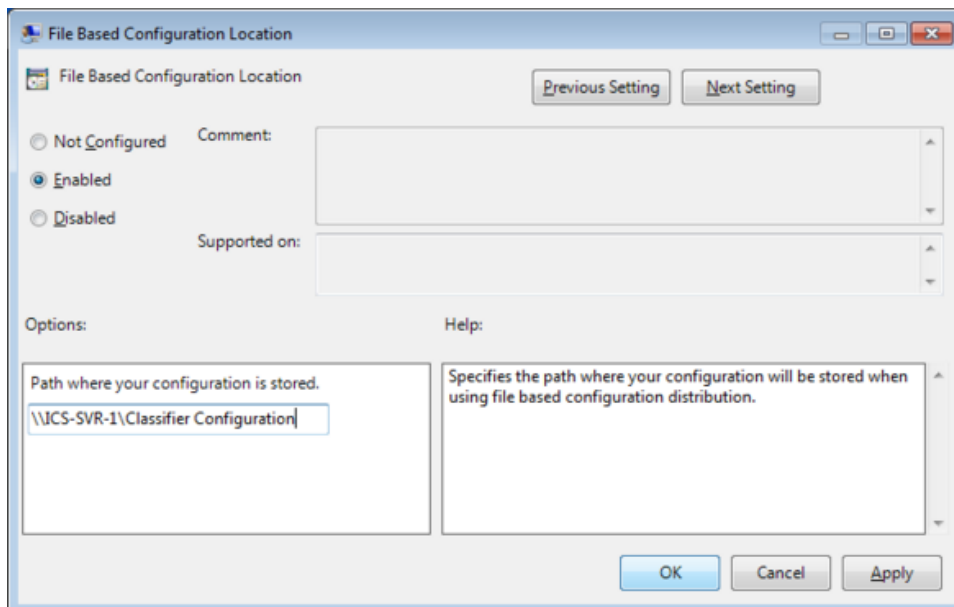 File Based Configuration Location
File Based Configuration Location
Previous Setting
Next Setting
Not Configured
Comment:
Enabled
Disabled
Supported on:
Options:
Help:
Path where your configuration is stored.
\\ICS-SVR-1\Classifier Configuration
Specifies the path where your configuration will be stored when
using file based configuration distribution.
OK
Cancel
Apply